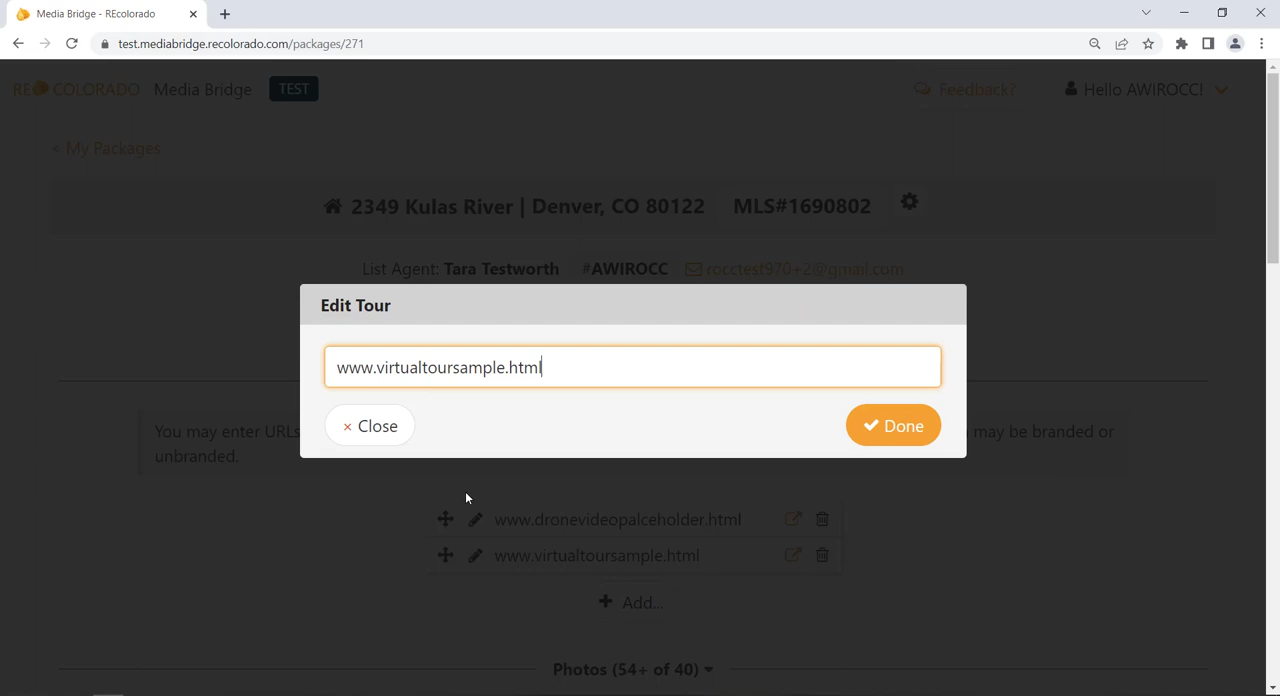 Media Bridge - REcolorado
test.mediabridge.recolorado.com/packages/271
RECOLORADO Media Bridge TEST Feedback? Hello AWIROCC!
< My Packages
2349 Kulas River | Denver, CO 80122 MLS#1690802
List Agent: Tara Testworth #AWIROCC rocctest970+2@gmail.com
Edit Tour
www.virtualtoursample.html
× Close Done
You may enter URLs may be branded or
unbranded.
www.dronevideopalceholder.html
www.virtualtoursample.html
+ Add...
Photos (54+ of 40)